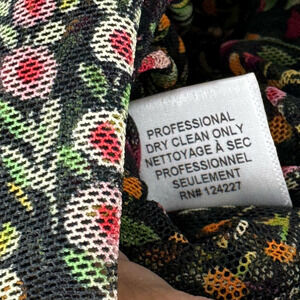 PROFESSIONAL
DRY CLEAN ONLY
NETTOYAGE À SEC
PROFESSIONNEL
SEULEMENT
RN# 124227